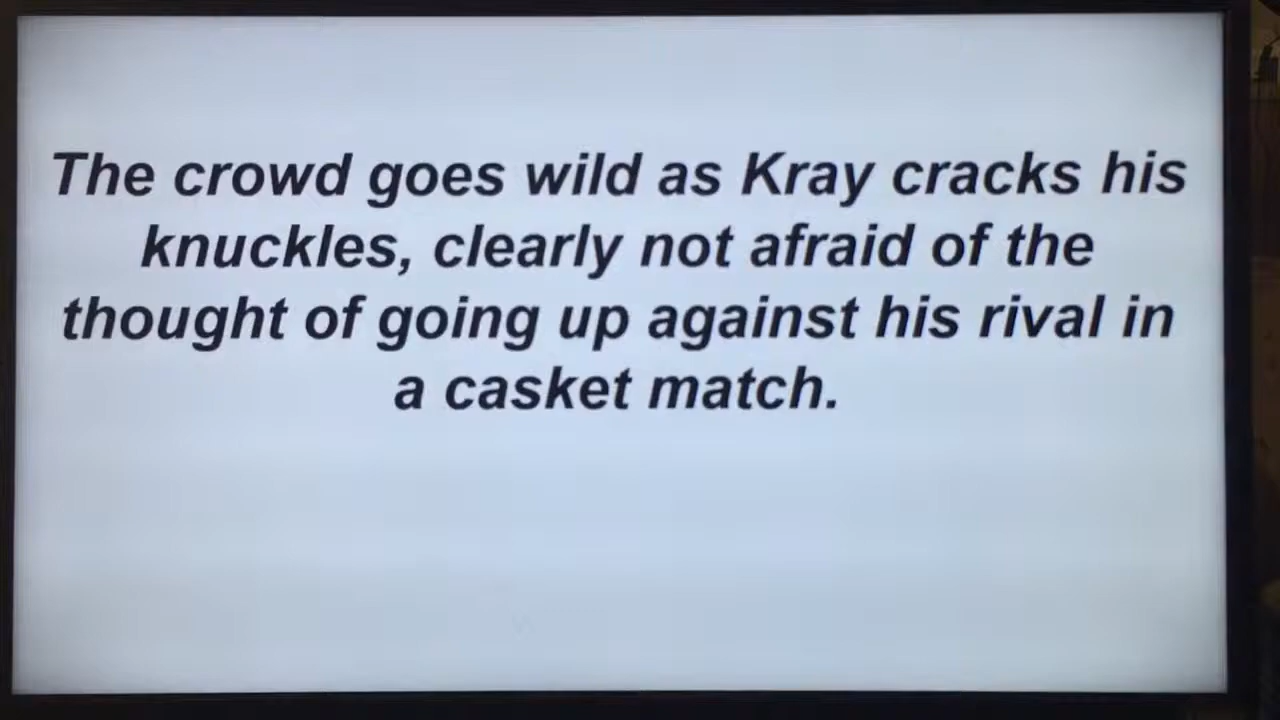 The crowd goes wild as Kray cracks his
knuckles, clearly not afraid of the
thought of going up against his rival in
a casket match.